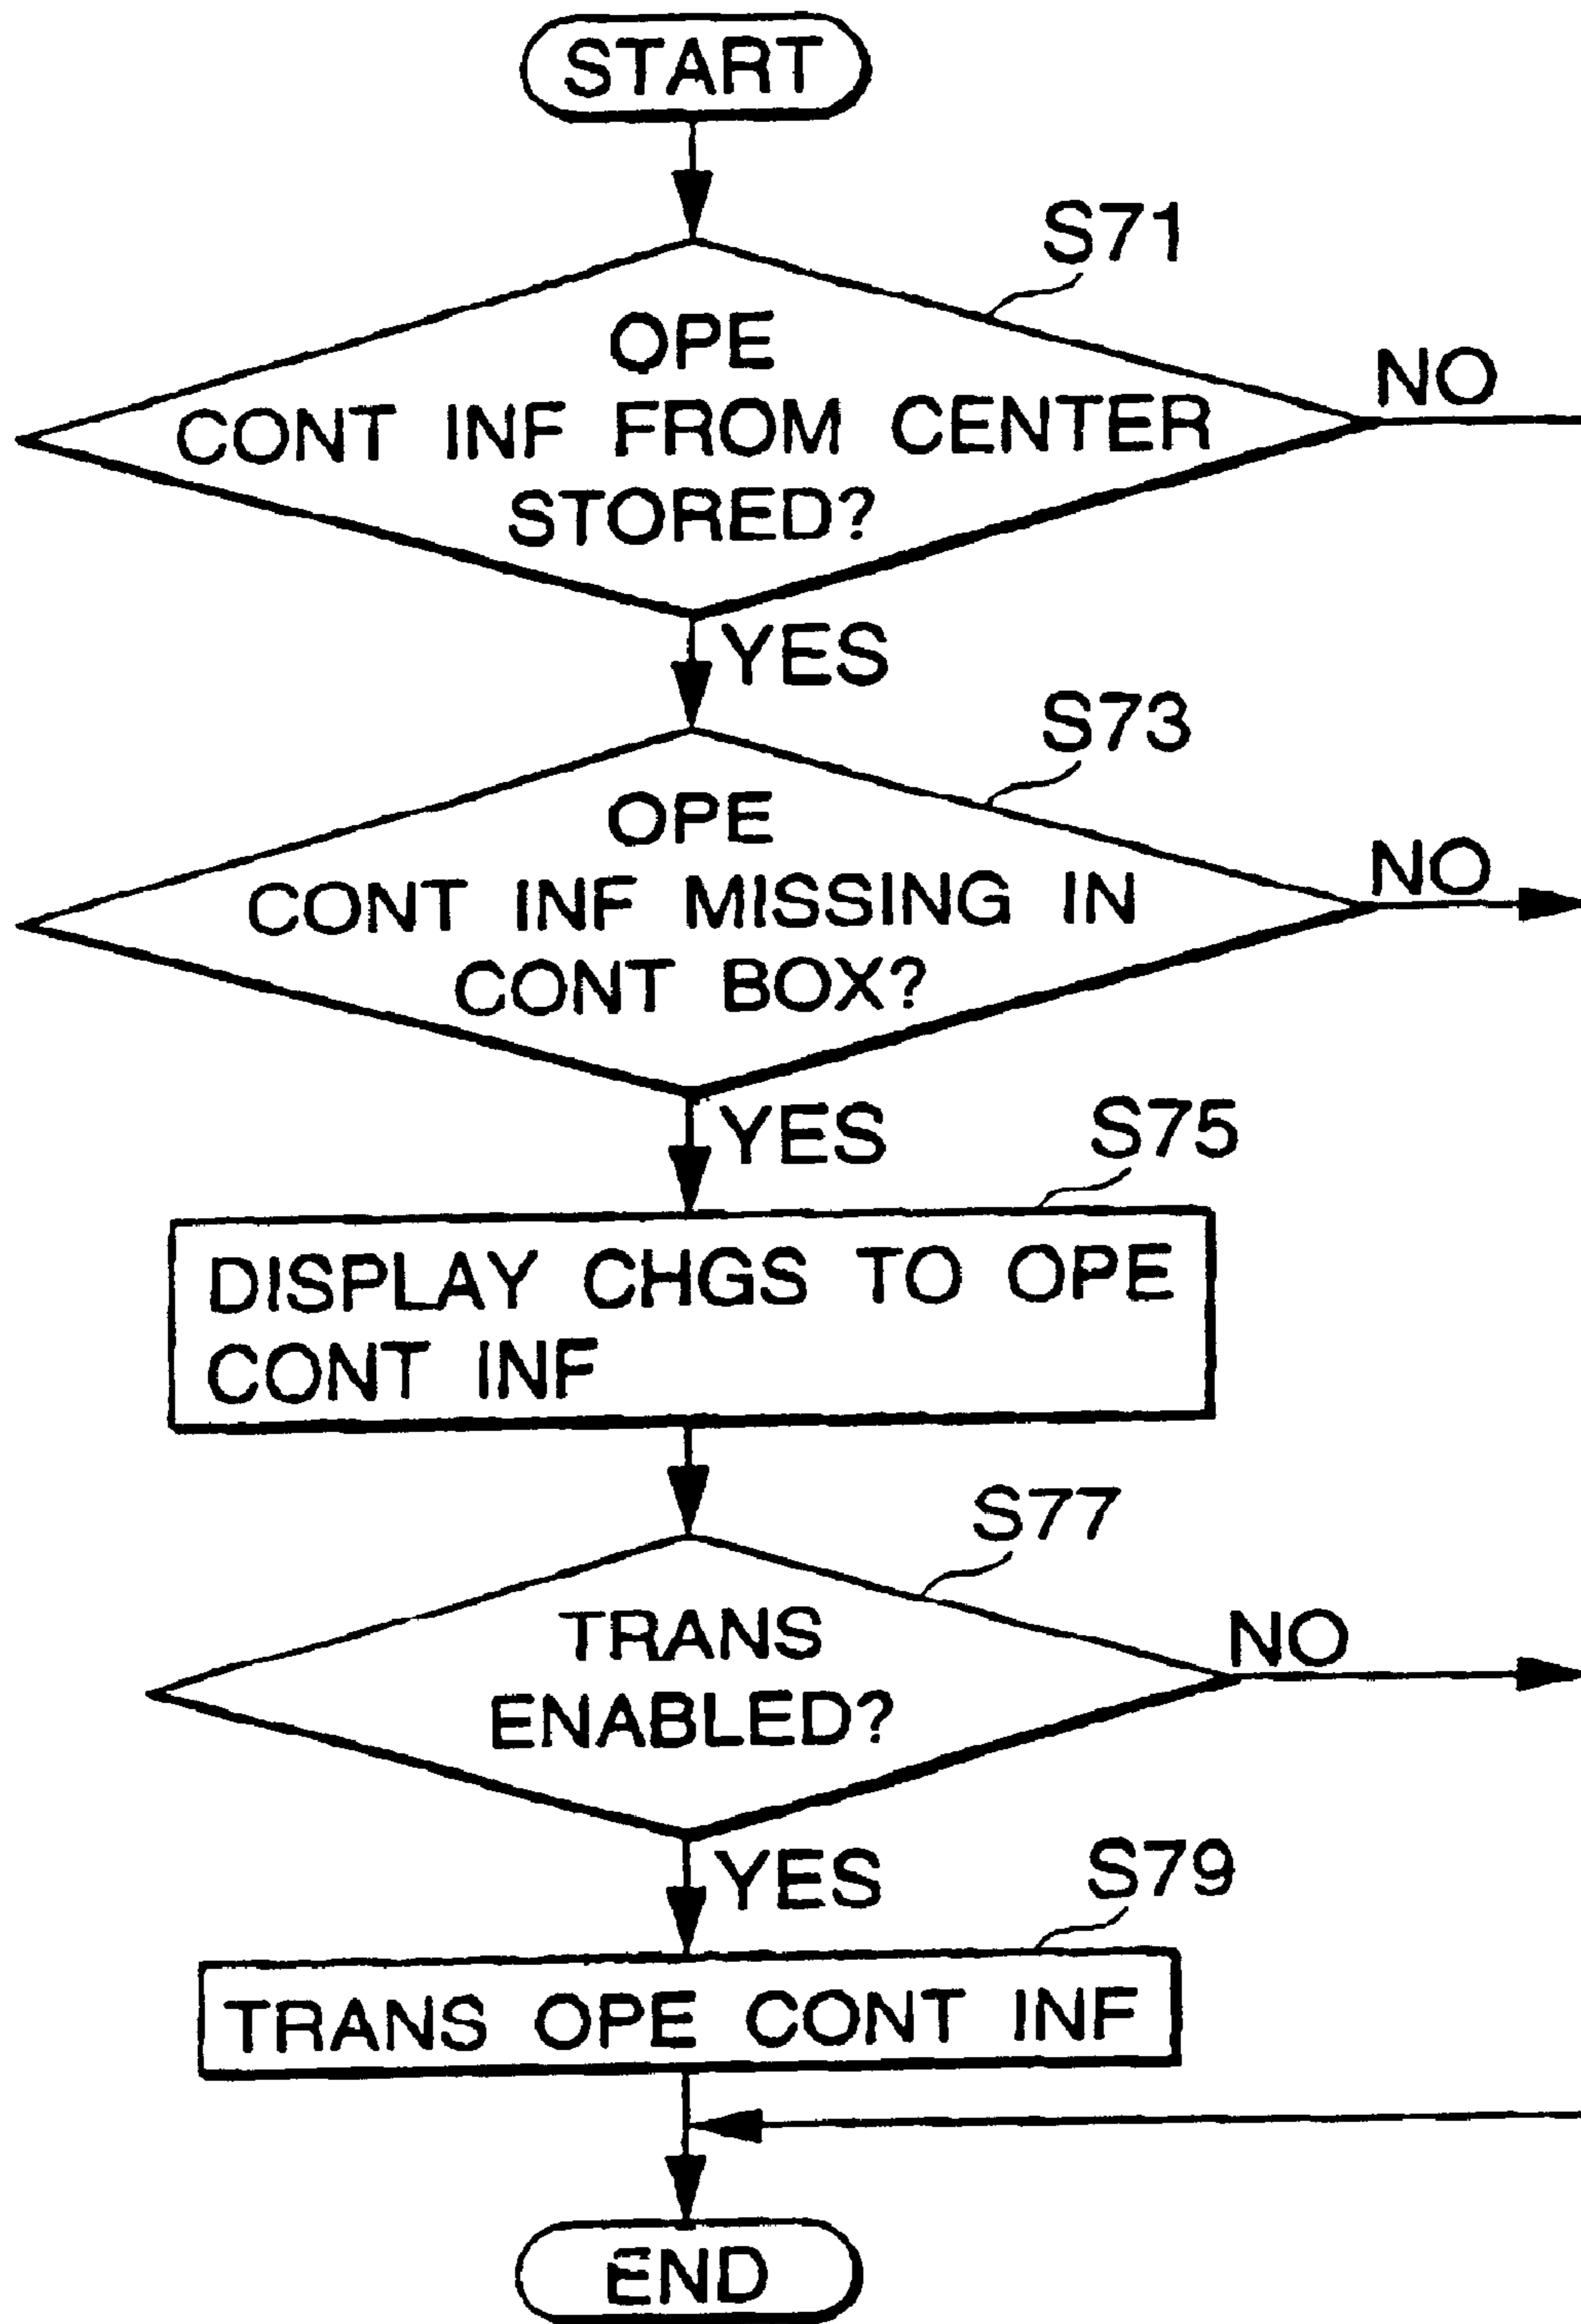 START
S71
OPE
CONT INF FROM CENTER
STORED?
NO
YES
S73
OPE
CONT INF MISSING IN
CONT BOX?
NO
YES
S75
DISPLAY CHGS TO OPE
CONT INF
S77
TRANS
ENABLED?
NO
YES
S79
TRANS OPE CONT INF
END